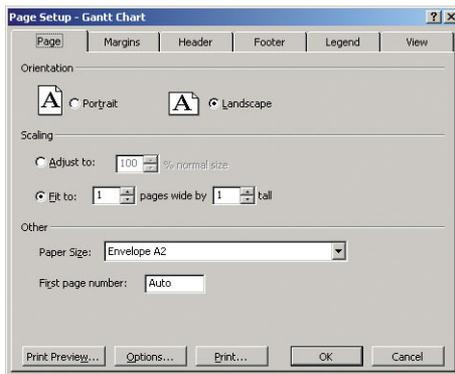 Page Setup - Gantt Chart
Page Margins Header Footer Legend View
Orientation
A Portrait A Landscape
Scaling
Adjust to: 100 % normal size
Fit to: 1 pages wide by 1 tall
Other
Paper Size: Envelope A2
First page number: Auto
Print Preview... Options... Print... OK Cancel